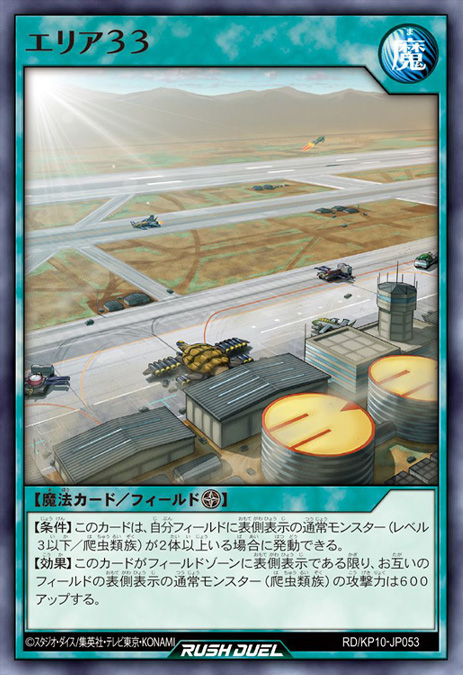 エリア33
魔
【魔法カード／フィールド】
【条件】このカードは、自分フィールドに表側表示の通常モンスター（レベル
３以下／爬虫類族）が２体以上いる場合に発動できる。
【効果】このカードがフィールドゾーンに表側表示である限り、お互いの
フィールドの表側表示の通常モンスター（爬虫類族）の攻撃力は６００
アップする。
©スタジオ・ダイス/集英社・テレビ東京・KONAMI
RUSH DUEL
RD/KP10-JP053